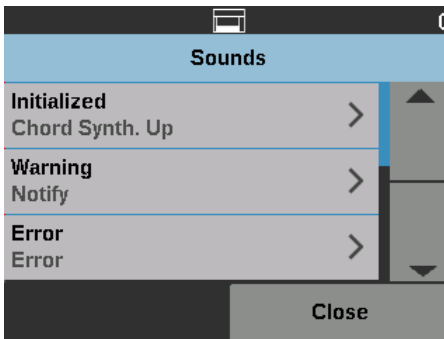 Sounds
Initialized
Chord Synth. Up
Warning
Notify
Error
Error
Close